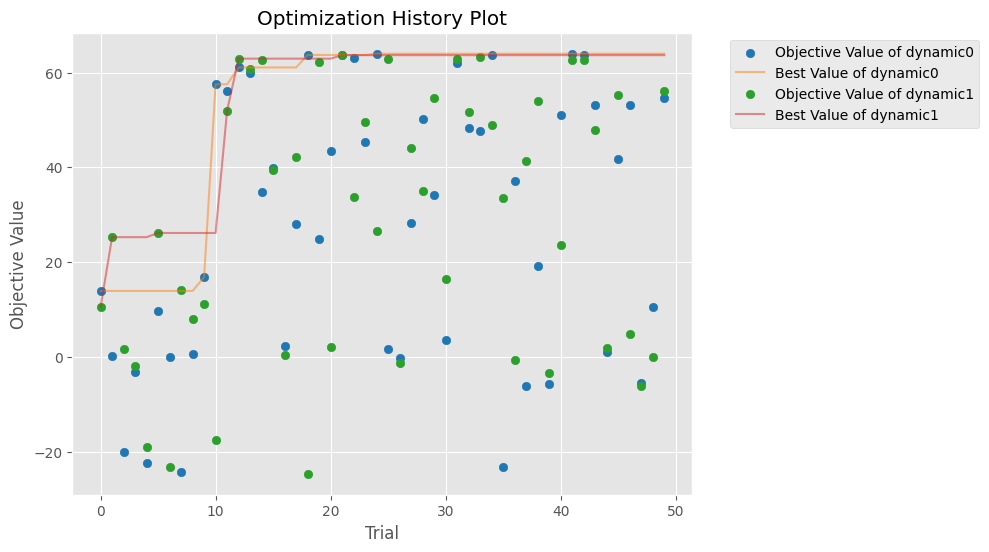 Optimization History Plot
Objective Value
60
40
20
0
−20
0
10
20
30
40
50
Trial
Objective Value of dynamic0
Best Value of dynamic0
Objective Value of dynamic1
Best Value of dynamic1